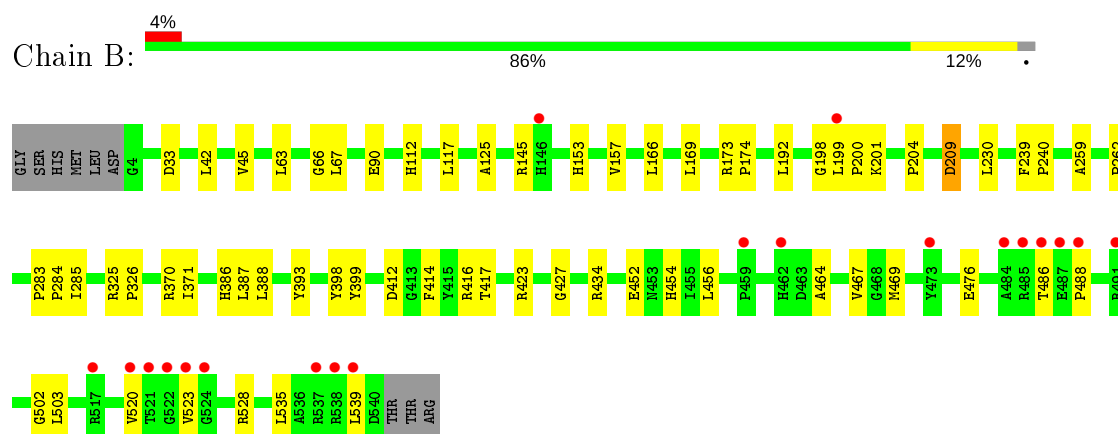 4%
Chain B:
86%
12%
•
GLY SER HIS MET LEU ASP G4 D33 L42 V45 L63 G66 L67 E90 H112 L117 A125 R145 H146 H153 V157 L166 L169 R173 P174 L192 G198 L199 P200 K201 P204 D209 L230 F239 P240 A259
P283 P284 I285 R325 P326 R370 I371 H386 L387 L388 Y393 Y398 Y399 D412 G413 F414 Y415 R416 T417 R423 G427 R434 E452 N453 H454 I455 L456 P459 H462 D463 A464 V467 G468 M469 Y473 E476 A484 R485 T486 E487 P488
G502 L503 R517 V520 T521 G522 V523 G524 R528 L535 A536 R537 R538 L539 D540 THR THR ARG